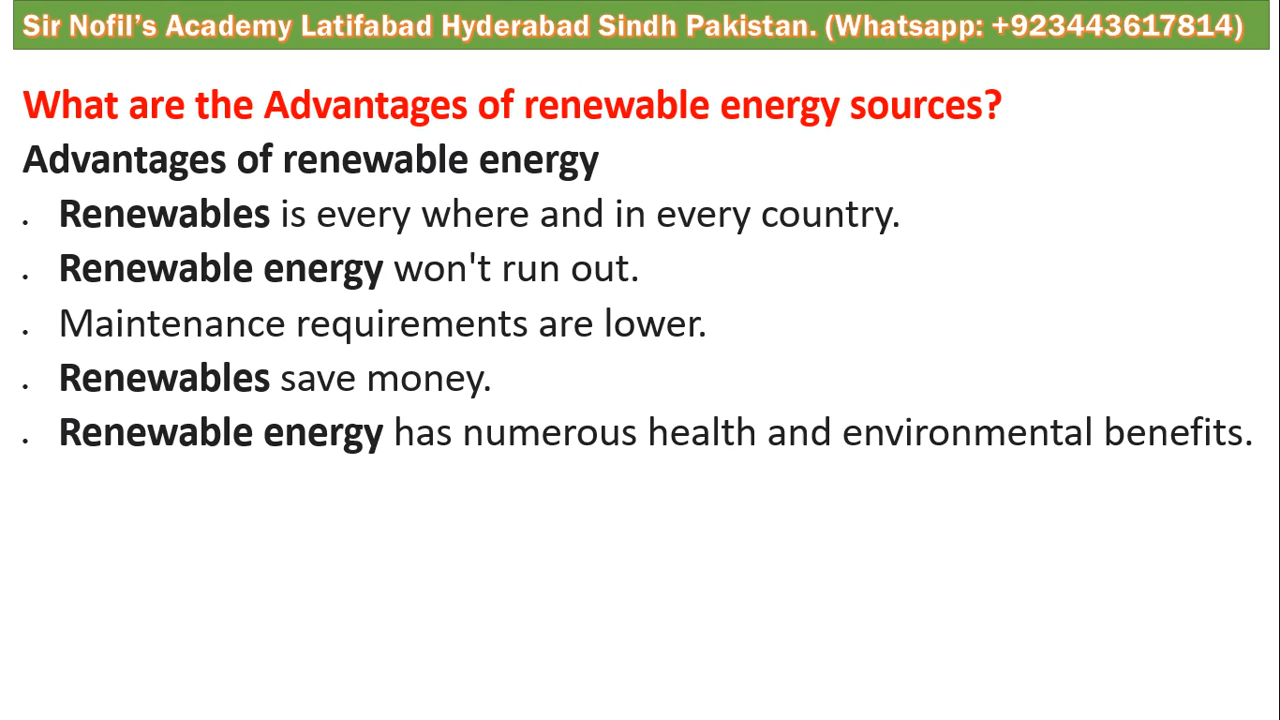 Sir Nofil's Academy Latifabad Hyderabad Sindh Pakistan. (Whatsapp: +923443617814)
What are the Advantages of renewable energy sources?
Advantages of renewable energy
• Renewables is every where and in every country.
• Renewable energy won't run out.
• Maintenance requirements are lower.
• Renewables save money.
• Renewable energy has numerous health and environmental benefits.